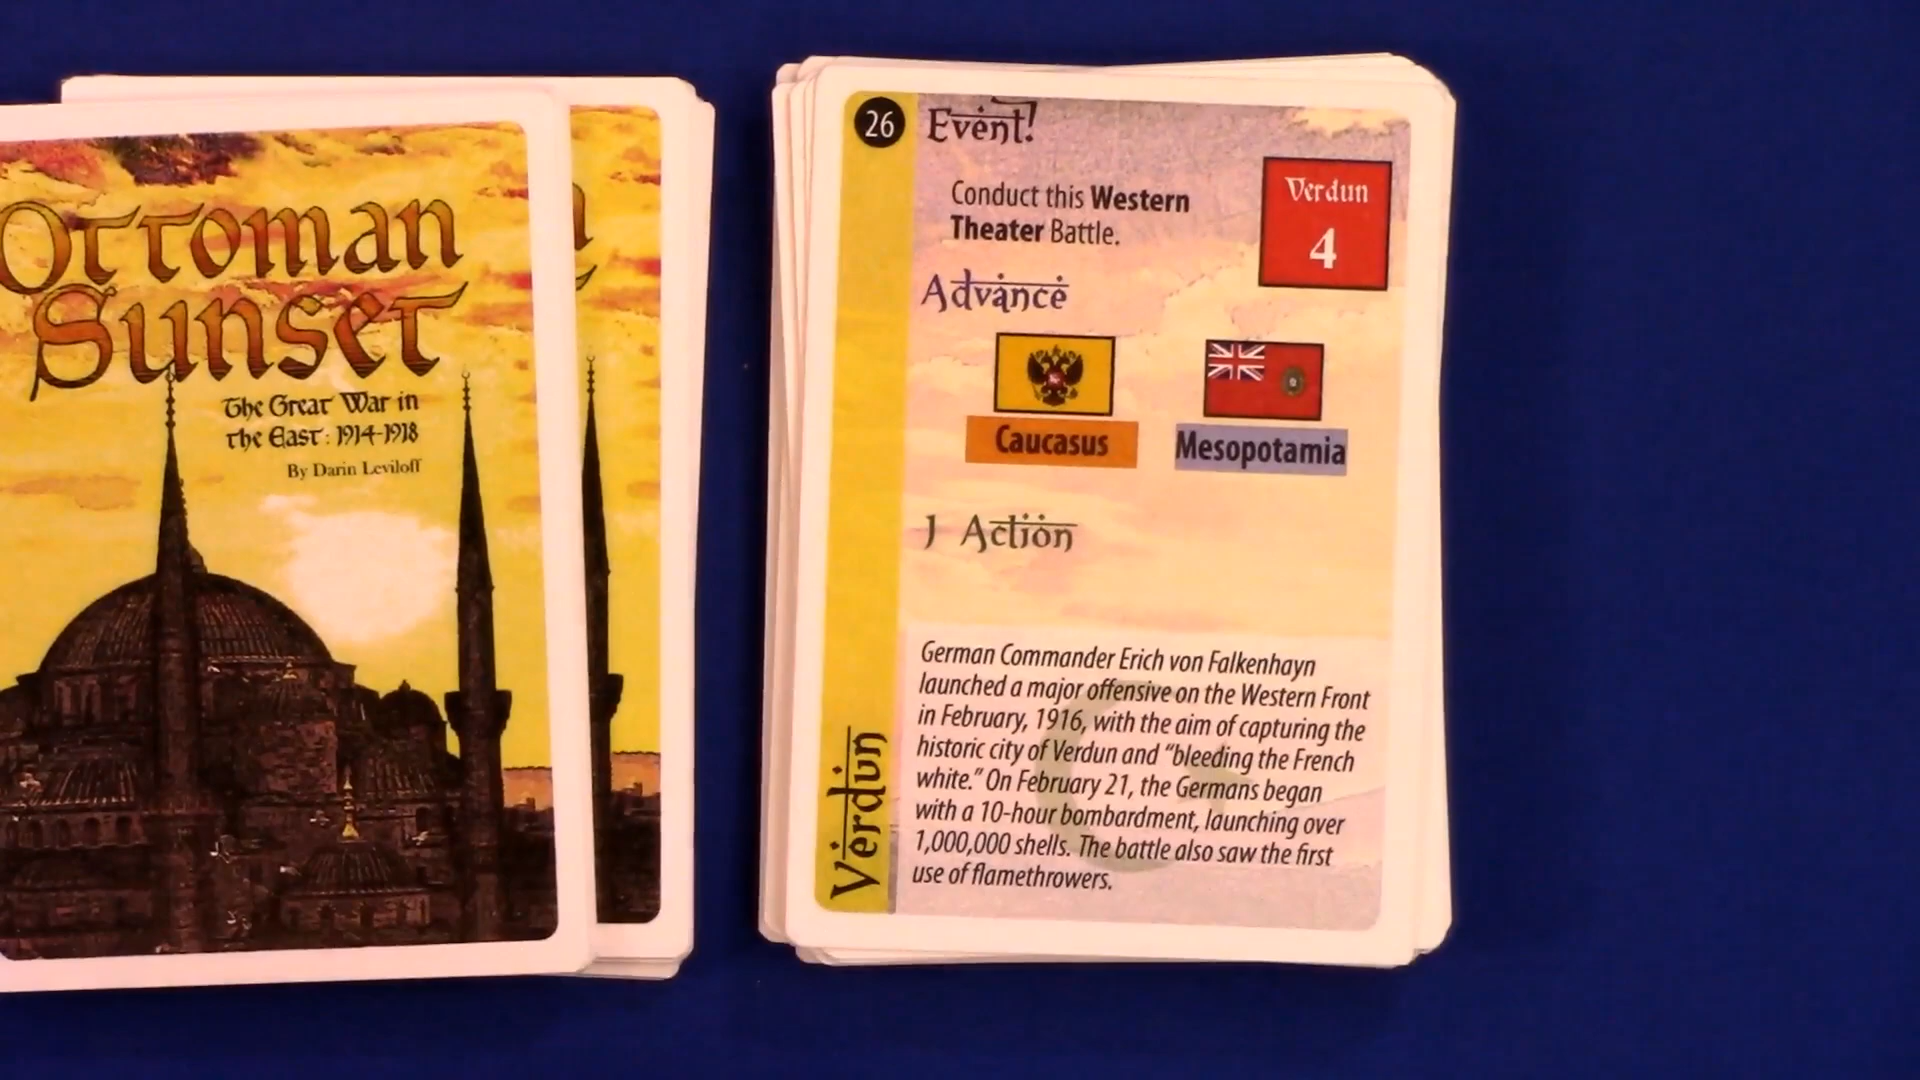 Ottoman
Sunset
The Great War in
the East: 1914-1918
By Darin Leviloff
26
Event!
Conduct this Western
Theater Battle.
Verdun
4
Advance
Caucasus
Mesopotamia
1 Action
German Commander Erich von Falkenhayn
launched a major offensive on the Western Front
in February, 1916, with the aim of capturing the
historic city of Verdun and “bleeding the French
white.” On February 21, the Germans began
with a 10-hour bombardment, launching over
1,000,000 shells. The battle also saw the first
use of flamethrowers.
Verdun